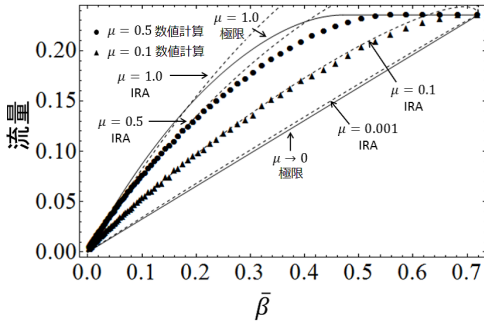 μ = 0.5 数値計算
μ = 0.1 数値計算
μ = 1.0
極限
μ = 1.0
IRA
μ = 0.5
IRA
μ = 0.1
IRA
μ = 0.001
IRA
μ → 0
極限
流量
0.20
0.15
0.10
0.05
0.00
0.0 0.1 0.2 0.3 0.4 0.5 0.6 0.7
β̄